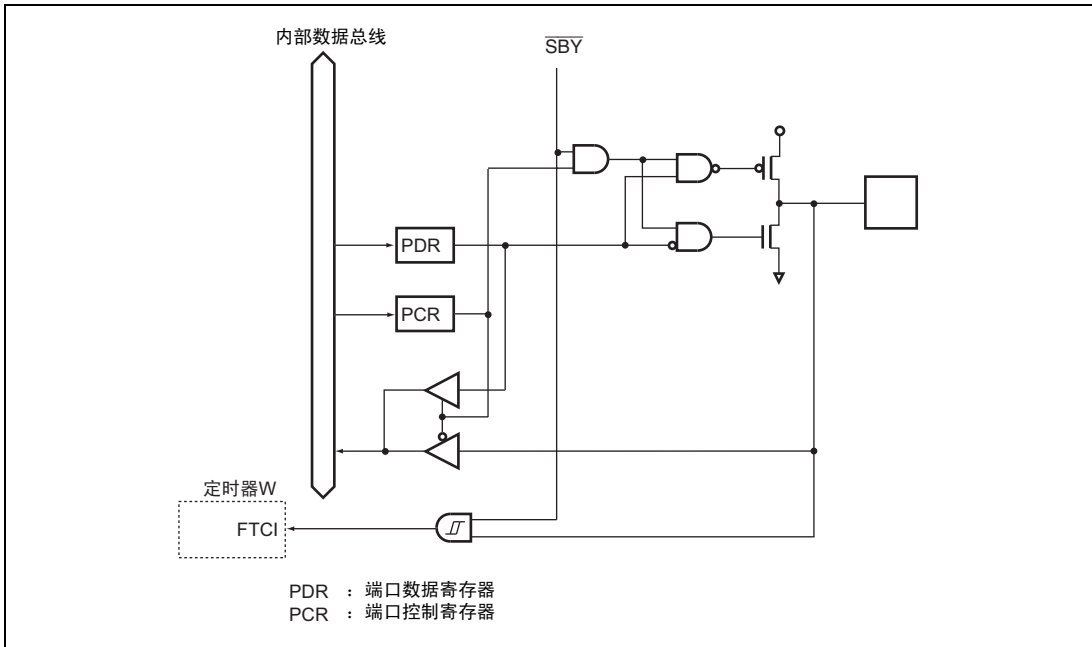 内部数据总线
SBY
PDR
PCR
定时器W
FTCI
PDR ：端口数据寄存器
PCR ：端口控制寄存器